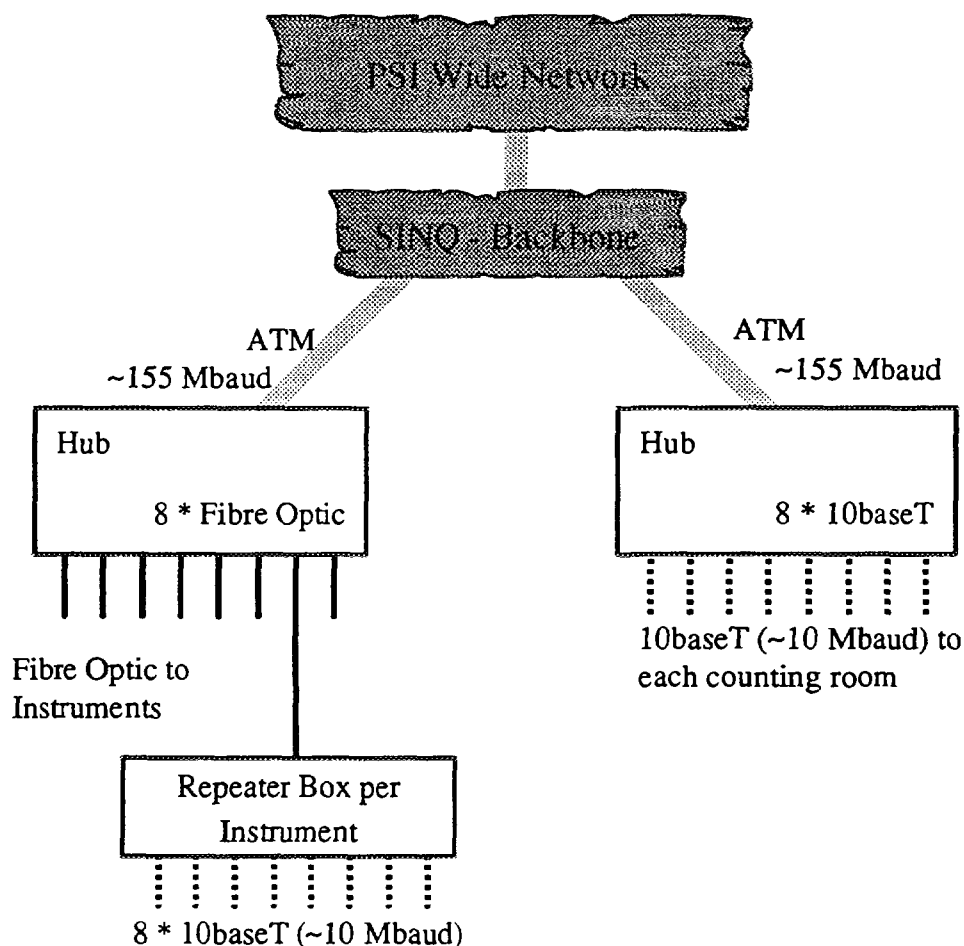 PSI Wide Network
SINQ - Backbone
ATM
~155 Mbaud
ATM
~155 Mbaud
Hub
8 * Fibre Optic
Hub
8 * 10baseT
Fibre Optic to
Instruments
10baseT (~10 Mbaud) to
each counting room
Repeater Box per
Instrument
8 * 10baseT (~10 Mbaud)